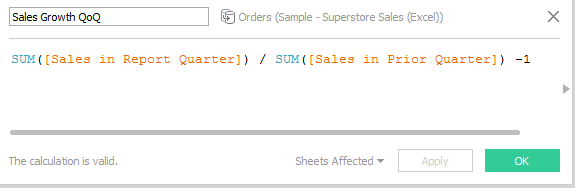 Sales Growth QoQ
Orders (Sample - Superstore Sales (Excel))
SUM([Sales in Report Quarter]) / SUM([Sales in Prior Quarter]) -1
The calculation is valid.
Sheets Affected
Apply
OK